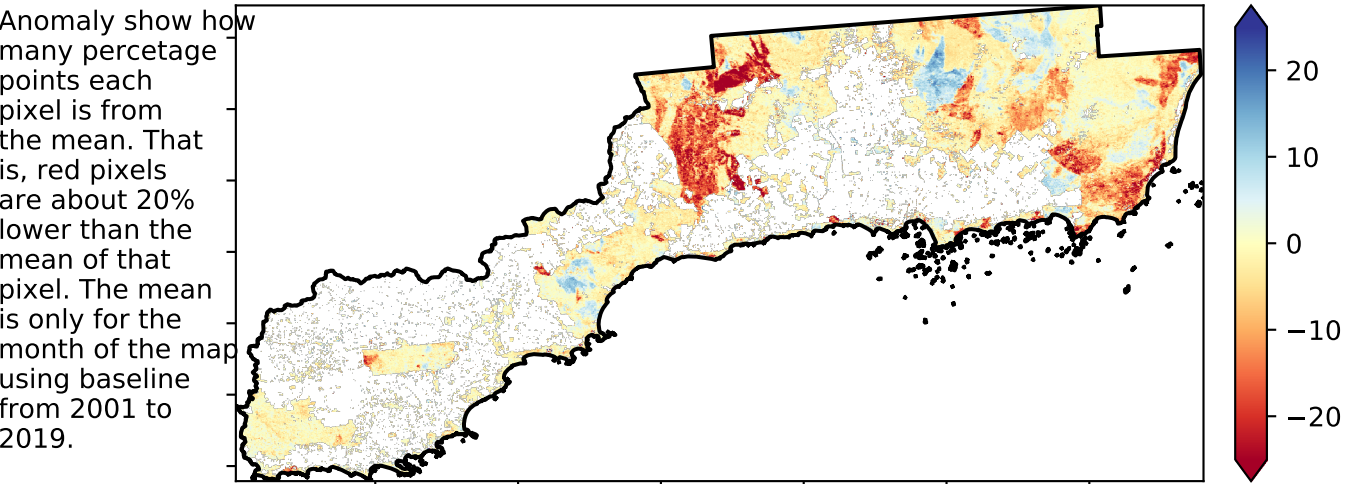 Anomaly show how
many percetage
points each
pixel is from
the mean. That
is, red pixels
are about 20%
lower than the
mean of that
pixel. The mean
is only for the
month of the map
using baseline
from 2001 to
2019.
20
10
0
−10
−20